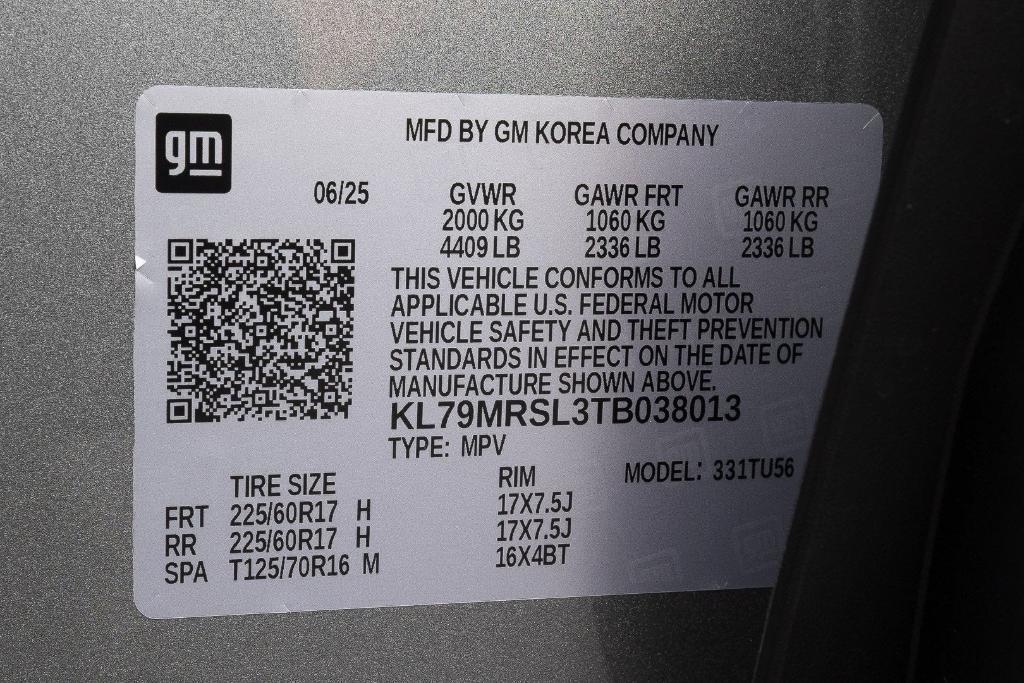 gm
MFD BY GM KOREA COMPANY
06/25 GVWR GAWR FRT GAWR RR
2000 KG 1060 KG 1060 KG
4409 LB 2336 LB 2336 LB
THIS VEHICLE CONFORMS TO ALL
APPLICABLE U.S. FEDERAL MOTOR
VEHICLE SAFETY AND THEFT PREVENTION
STANDARDS IN EFFECT ON THE DATE OF
MANUFACTURE SHOWN ABOVE.
KL79MRSL3TB038013
TYPE: MPV
TIRE SIZE RIM MODEL: 331TU56
FRT 225/60R17 H 17X7.5J
RR 225/60R17 H 17X7.5J
SPA T125/70R16 M 16X4BT